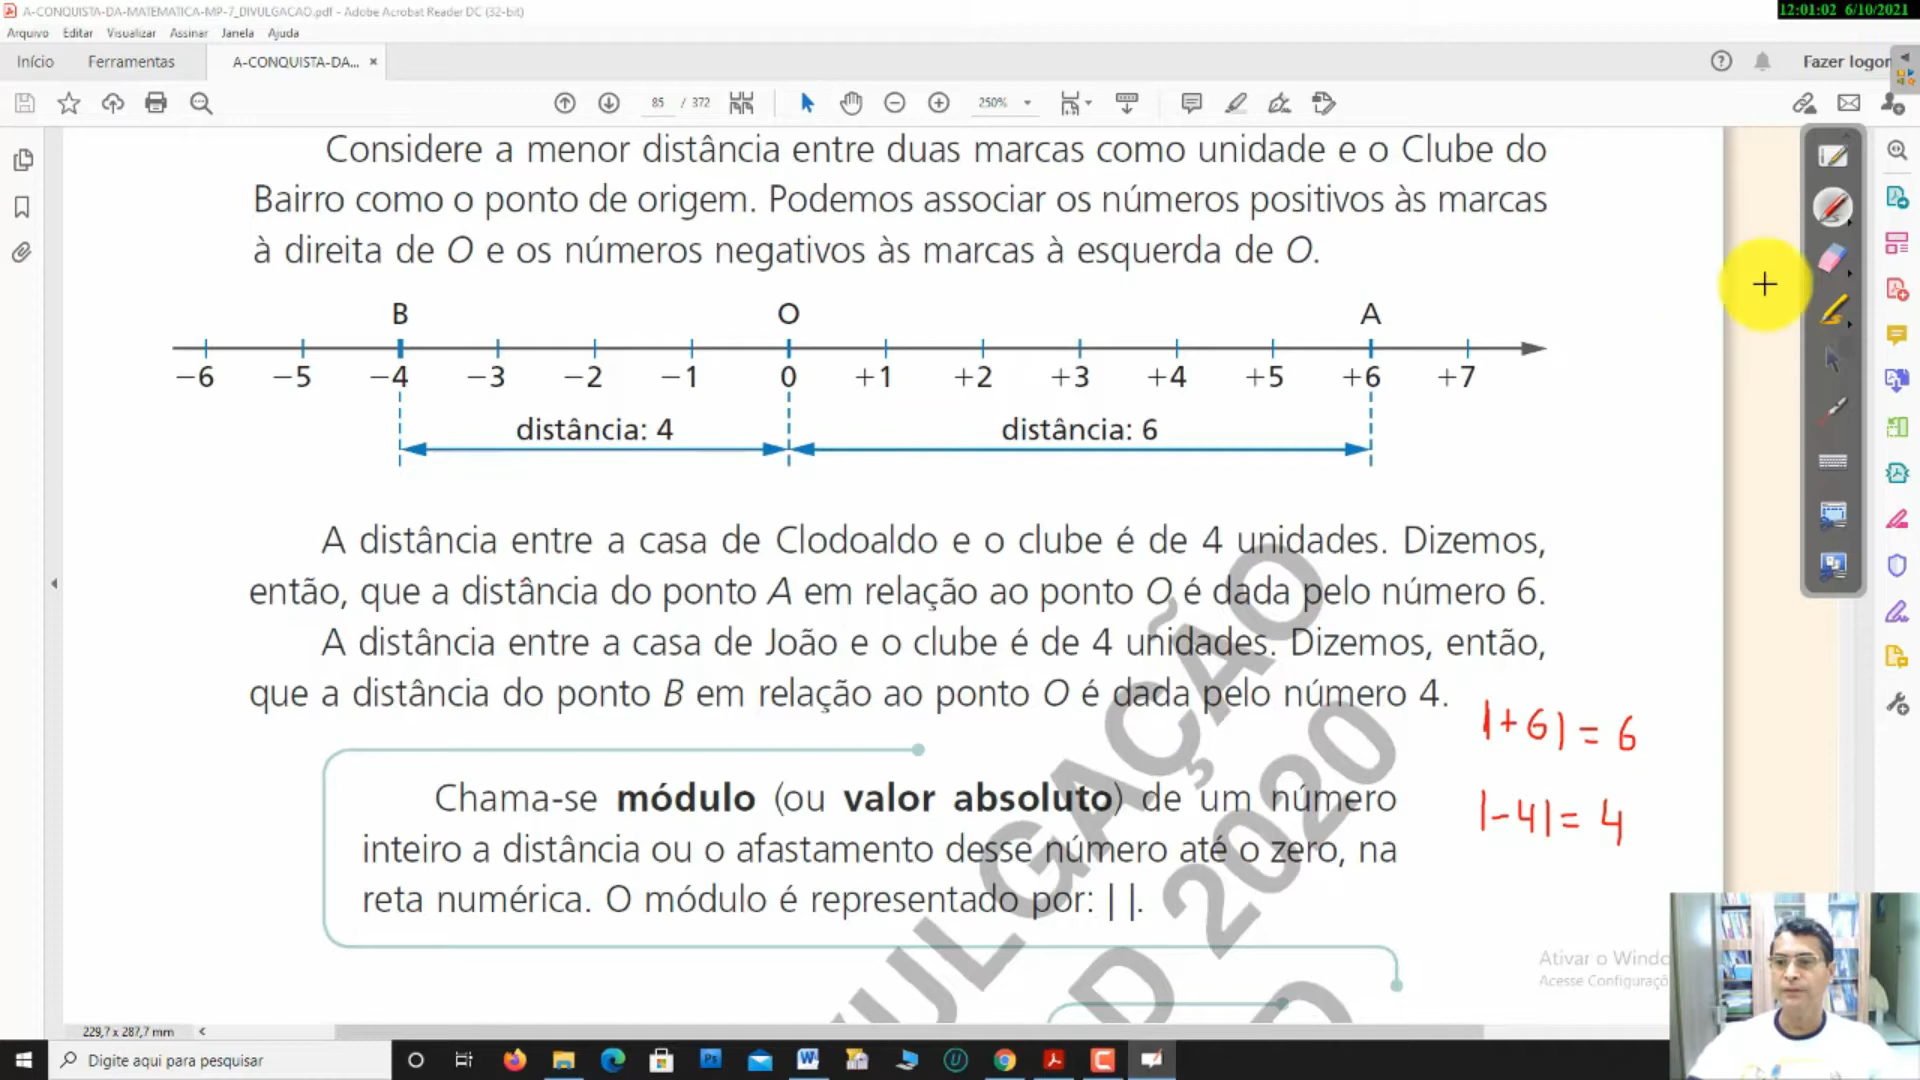 A-CONQUISTA-DA-MATEMATICA-MP-7_DIVULGACAO.pdf - Adobe Acrobat Reader DC (32-bit)
12:01:02 6/10/2021
Arquivo Editar Visualizar Assinar Janela Ajuda
Início Ferramentas A-CONQUISTA-DA... × Fazer logon
85 / 372 250%
Considere a menor distância entre duas marcas como unidade e o Clube do
Bairro como o ponto de origem. Podemos associar os números positivos às marcas
à direita de O e os números negativos às marcas à esquerda de O.
B O A
−6 −5 −4 −3 −2 −1 0 +1 +2 +3 +4 +5 +6 +7
distância: 4 distância: 6
A distância entre a casa de Clodoaldo e o clube é de 4 unidades. Dizemos,
então, que a distância do ponto A em relação ao ponto O é dada pelo número 6.
A distância entre a casa de João e o clube é de 4 unidades. Dizemos, então,
que a distância do ponto B em relação ao ponto O é dada pelo número 4.
|+6| = 6
|-4| = 4
Chama-se módulo (ou valor absoluto) de um número
inteiro a distância ou o afastamento desse número até o zero, na
reta numérica. O módulo é representado por: | |.
VULGAÇÃO
D 2020
Ativar o Windo
Acesse Configuraçõ
229,7 x 287,7 mm
Digite aqui para pesquisar